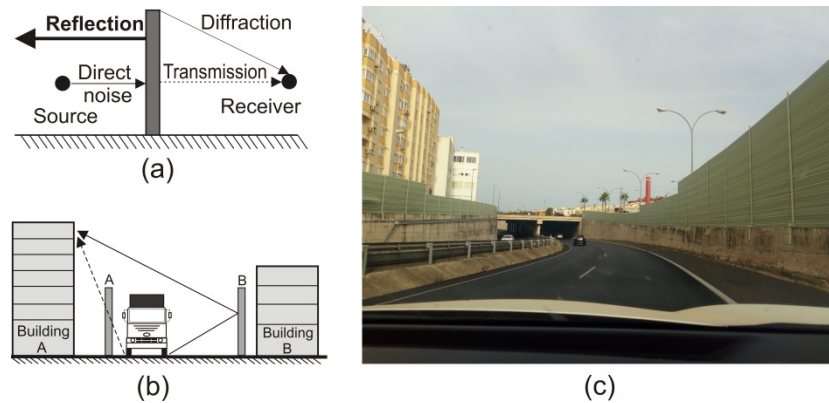 Reflection
Diffraction
Direct
noise
Transmission
Source
Receiver
(a)
A
B
Building
A
Building
B
(b)
(c)